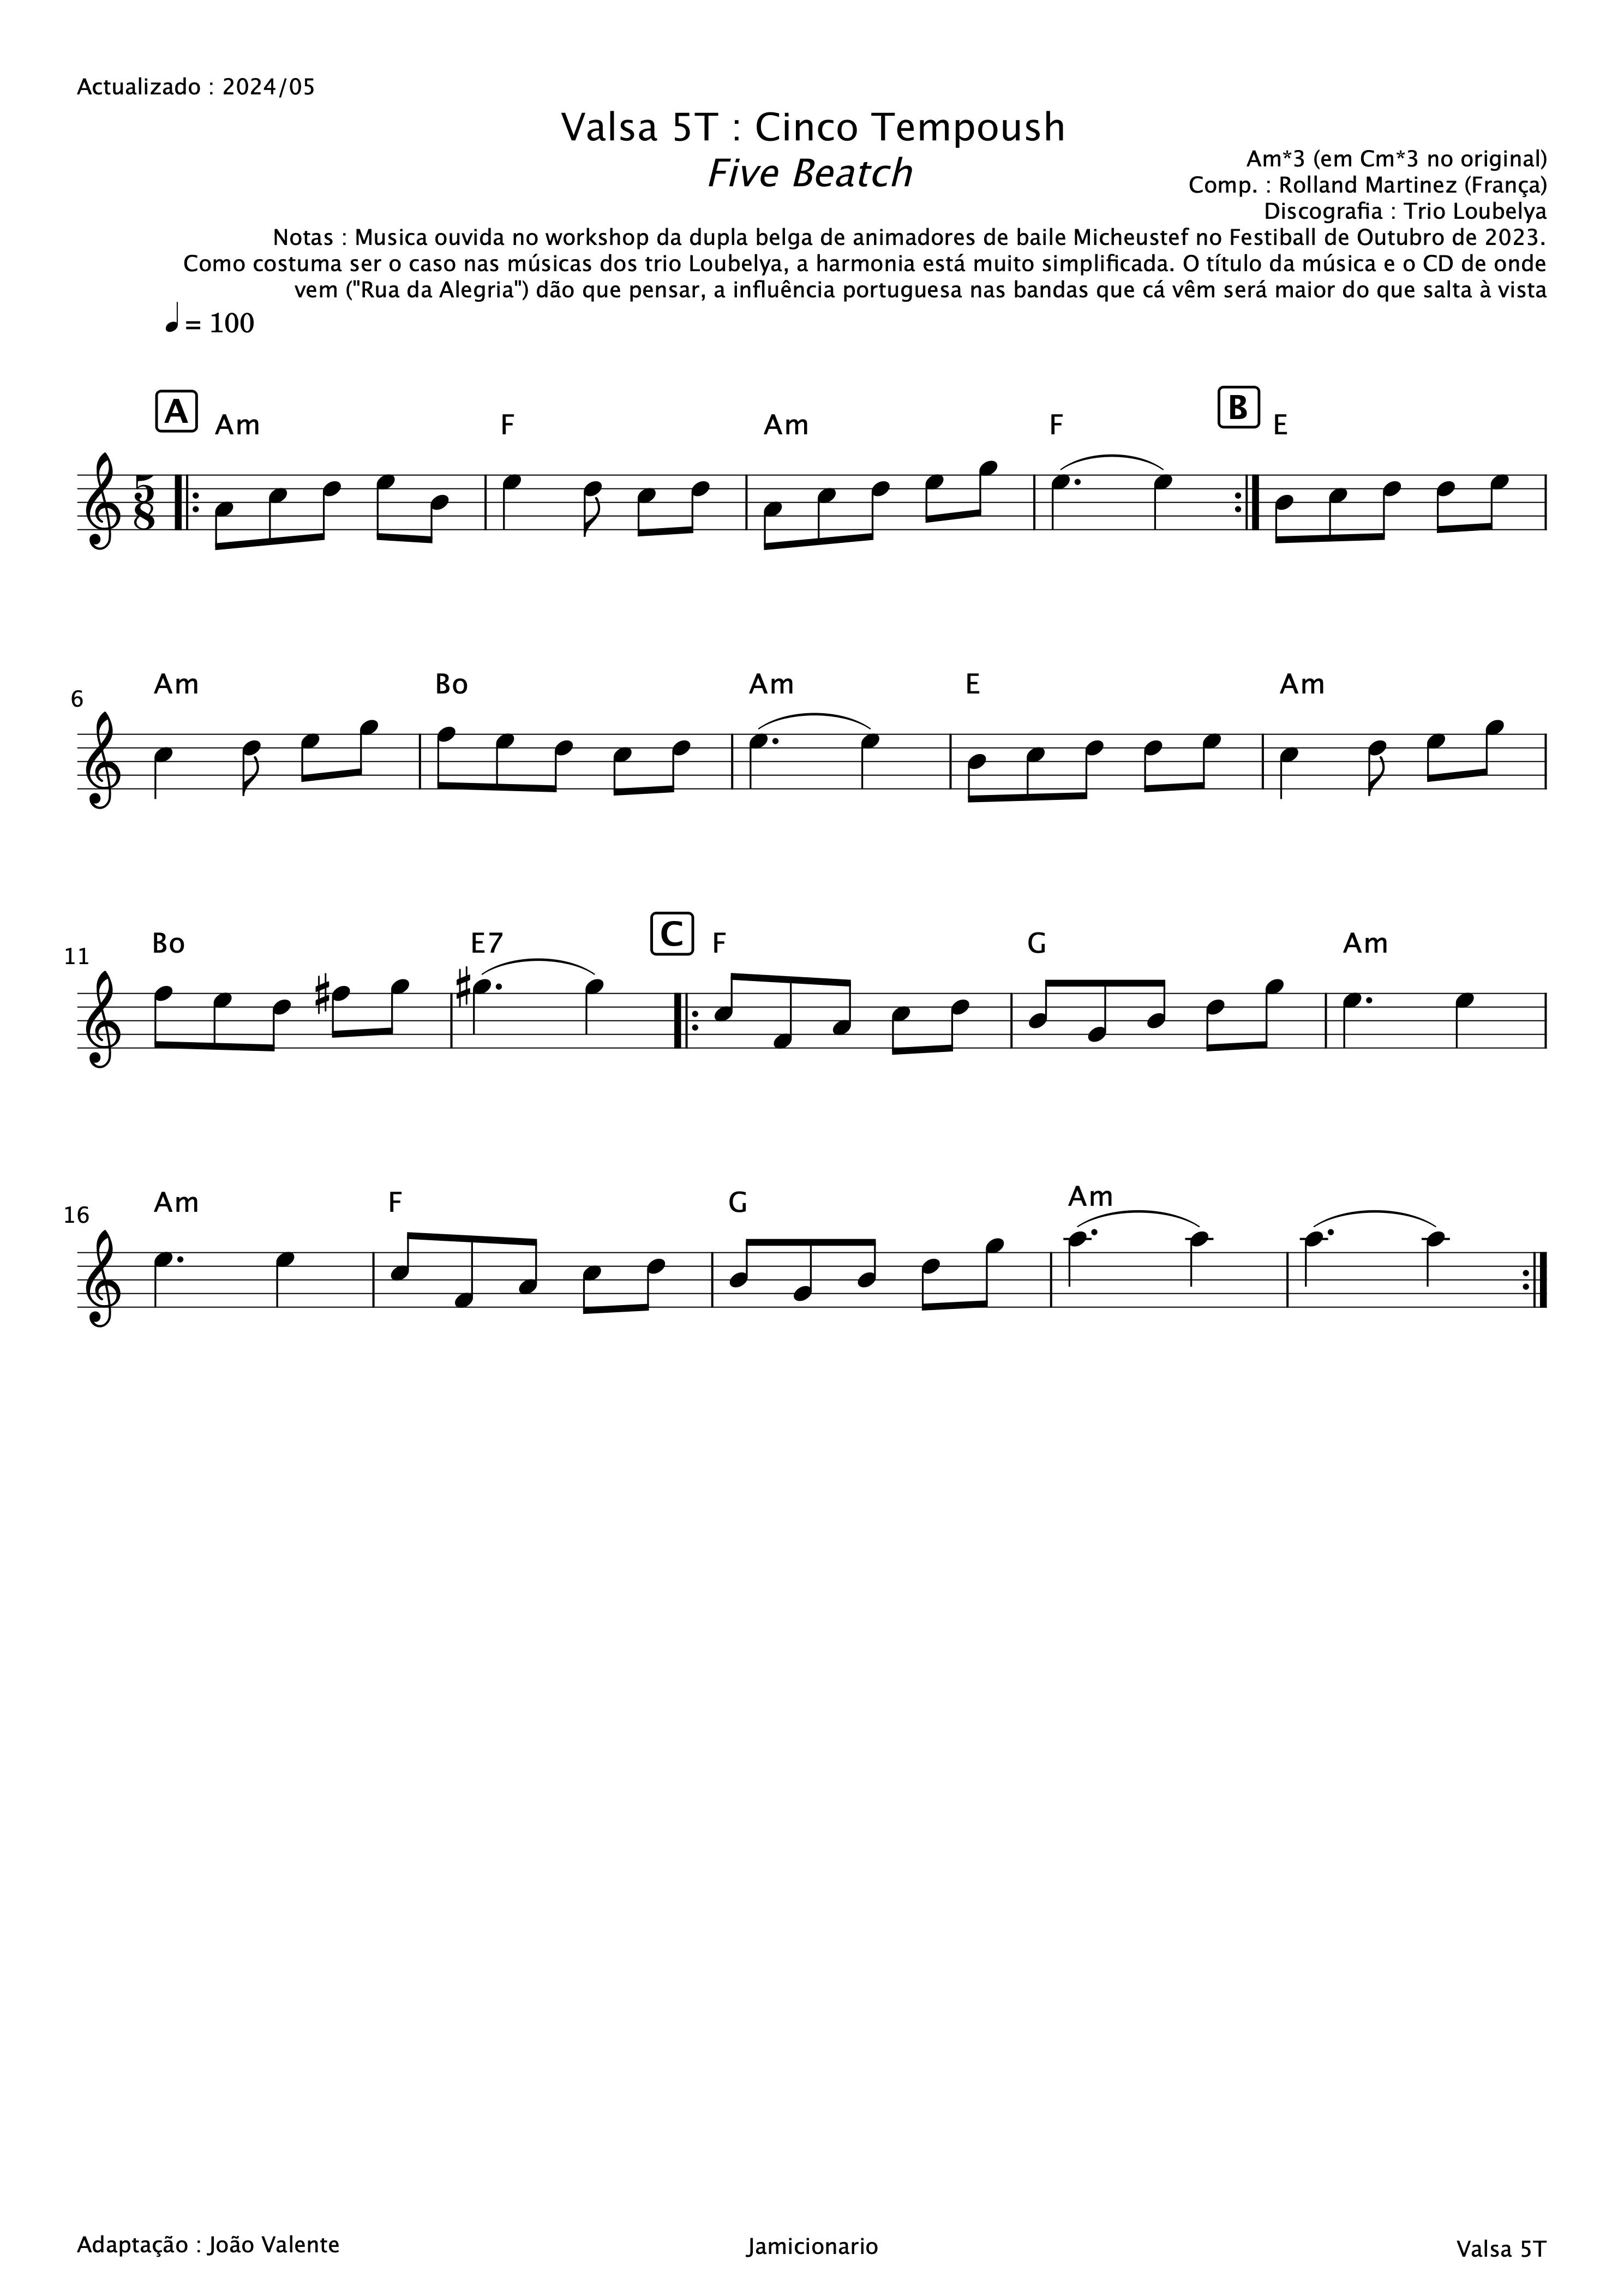 Actualizado : 2024/05
Valsa 5T : Cinco Tempoush
Five Beatch
Am*3 (em Cm*3 no original)
Comp. : Rolland Martinez (França)
Discografia : Trio Loubelya
Notas : Musica ouvida no workshop da dupla belga de animadores de baile Micheustef no Festiball de Outubro de 2023.
Como costuma ser o caso nas músicas dos trio Loubelya, a harmonia está muito simplificada. O título da música e o CD de onde
vem ("Rua da Alegria") dão que pensar, a influência portuguesa nas bandas que cá vêm será maior do que salta à vista
= 100
A Am F Am F B E
5
8
6 Am Bo Am E Am
11 Bo E7 C F G Am
16 Am F G Am
Adaptação : João Valente
Jamicionario
Valsa 5T